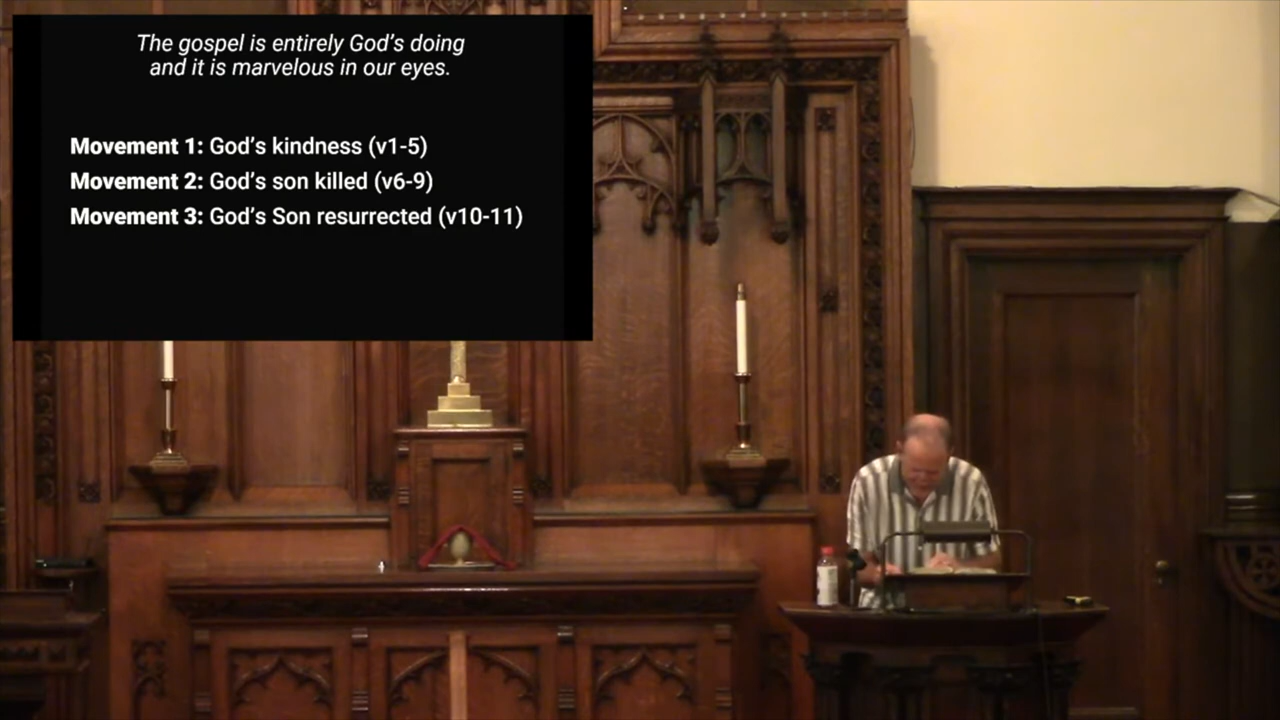 The gospel is entirely God's doing
and it is marvelous in our eyes.
Movement 1: God's kindness (v1-5)
Movement 2: God's son killed (v6-9)
Movement 3: God's Son resurrected (v10-11)